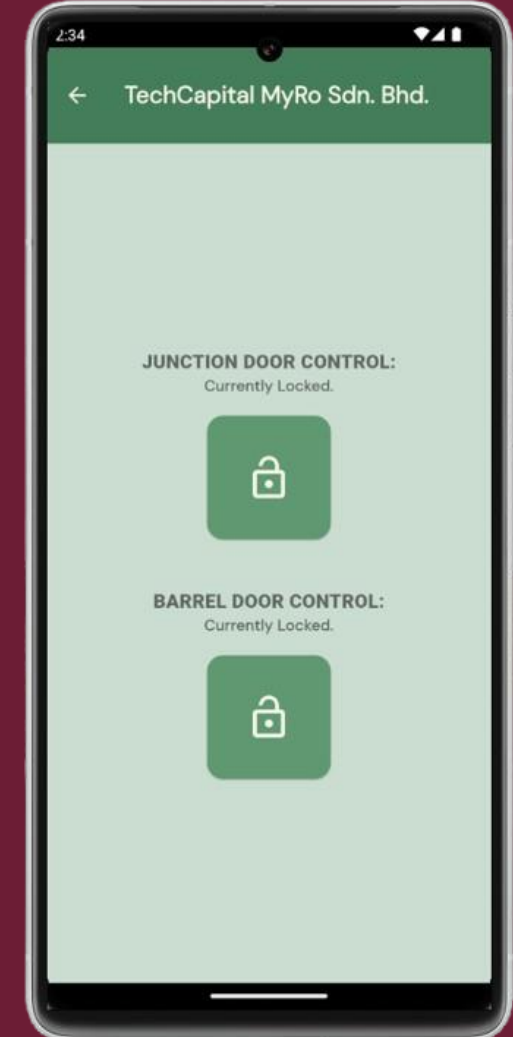 2:34
TechCapital MyRo Sdn. Bhd.
JUNCTION DOOR CONTROL:
Currently Locked.
BARREL DOOR CONTROL:
Currently Locked.